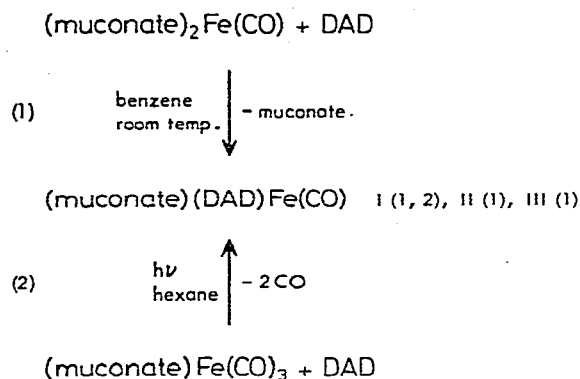 (muconate)₂Fe(CO) + DAD
(1) benzene room temp. - muconate.
(muconate)(DAD)Fe(CO) I (1, 2), II (1), III (1)
(2) hν hexane - 2CO
(muconate)Fe(CO)₃ + DAD